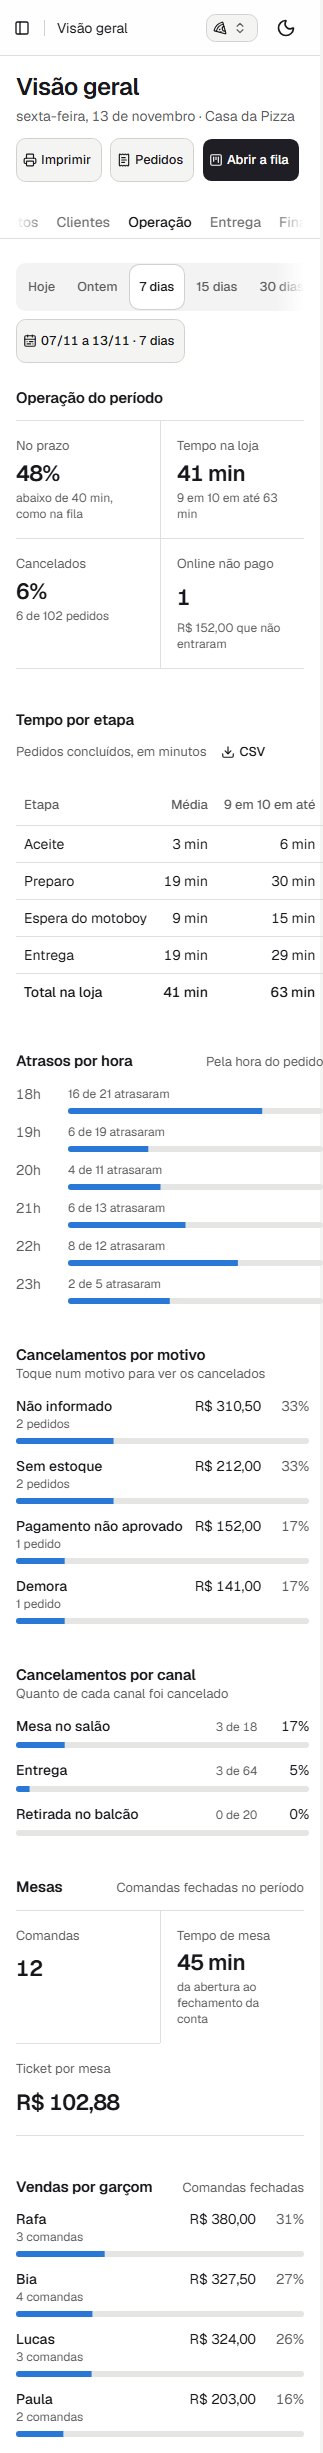 Visão geral
Visão geral
sexta-feira, 13 de novembro · Casa da Pizza
Imprimir
Pedidos
Abrir a fila
tos Clientes Operação Entrega Fin
Hoje Ontem 7 dias 15 dias 30 dias
07/11 a 13/11 · 7 dias
Operação do período
No prazo
48%
abaixo de 40 min,
como na fila
Tempo na loja
41 min
9 em 10 em até 63
min
Cancelados
6%
6 de 102 pedidos
Online não pago
1
R$ 152,00 que não
entraram
Tempo por etapa
Pedidos concluídos, em minutos CSV
Etapa Média 9 em 10 em até
Aceite 3 min 6 min
Preparo 19 min 30 min
Espera do motoboy 9 min 15 min
Entrega 19 min 29 min
Total na loja 41 min 63 min
Atrasos por hora Pela hora do pedido
18h 16 de 21 atrasaram
19h 6 de 19 atrasaram
20h 4 de 11 atrasaram
21h 6 de 13 atrasaram
22h 8 de 12 atrasaram
23h 2 de 5 atrasaram
Cancelamentos por motivo
Toque num motivo para ver os cancelados
Não informado R$ 310,50 33%
2 pedidos
Sem estoque R$ 212,00 33%
2 pedidos
Pagamento não aprovado R$ 152,00 17%
1 pedido
Demora R$ 141,00 17%
1 pedido
Cancelamentos por canal
Quanto de cada canal foi cancelado
Mesa no salão 3 de 18 17%
Entrega 3 de 64 5%
Retirada no balcão 0 de 20 0%
Mesas Comandas fechadas no período
Comandas
12
Tempo de mesa
45 min
da abertura ao
fechamento da
conta
Ticket por mesa
R$ 102,88
Vendas por garçom Comandas fechadas
Rafa R$ 380,00 31%
3 comandas
Bia R$ 327,50 27%
4 comandas
Lucas R$ 324,00 26%
3 comandas
Paula R$ 203,00 16%
2 comandas